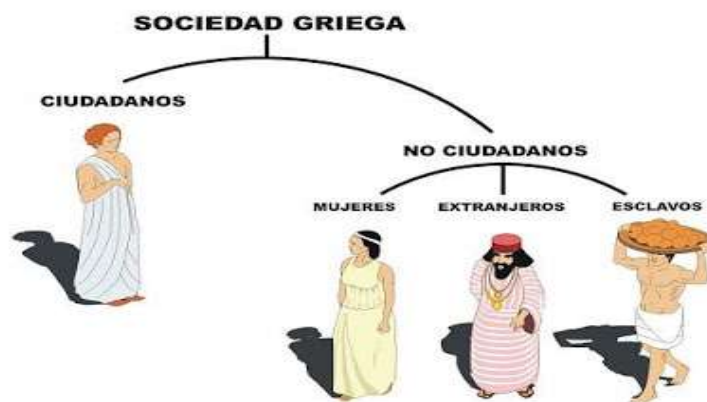 SOCIEDAD GRIEGA
CIUDADANOS
NO CIUDADANOS
MUJERES
EXTRANJEROS
ESCLAVOS